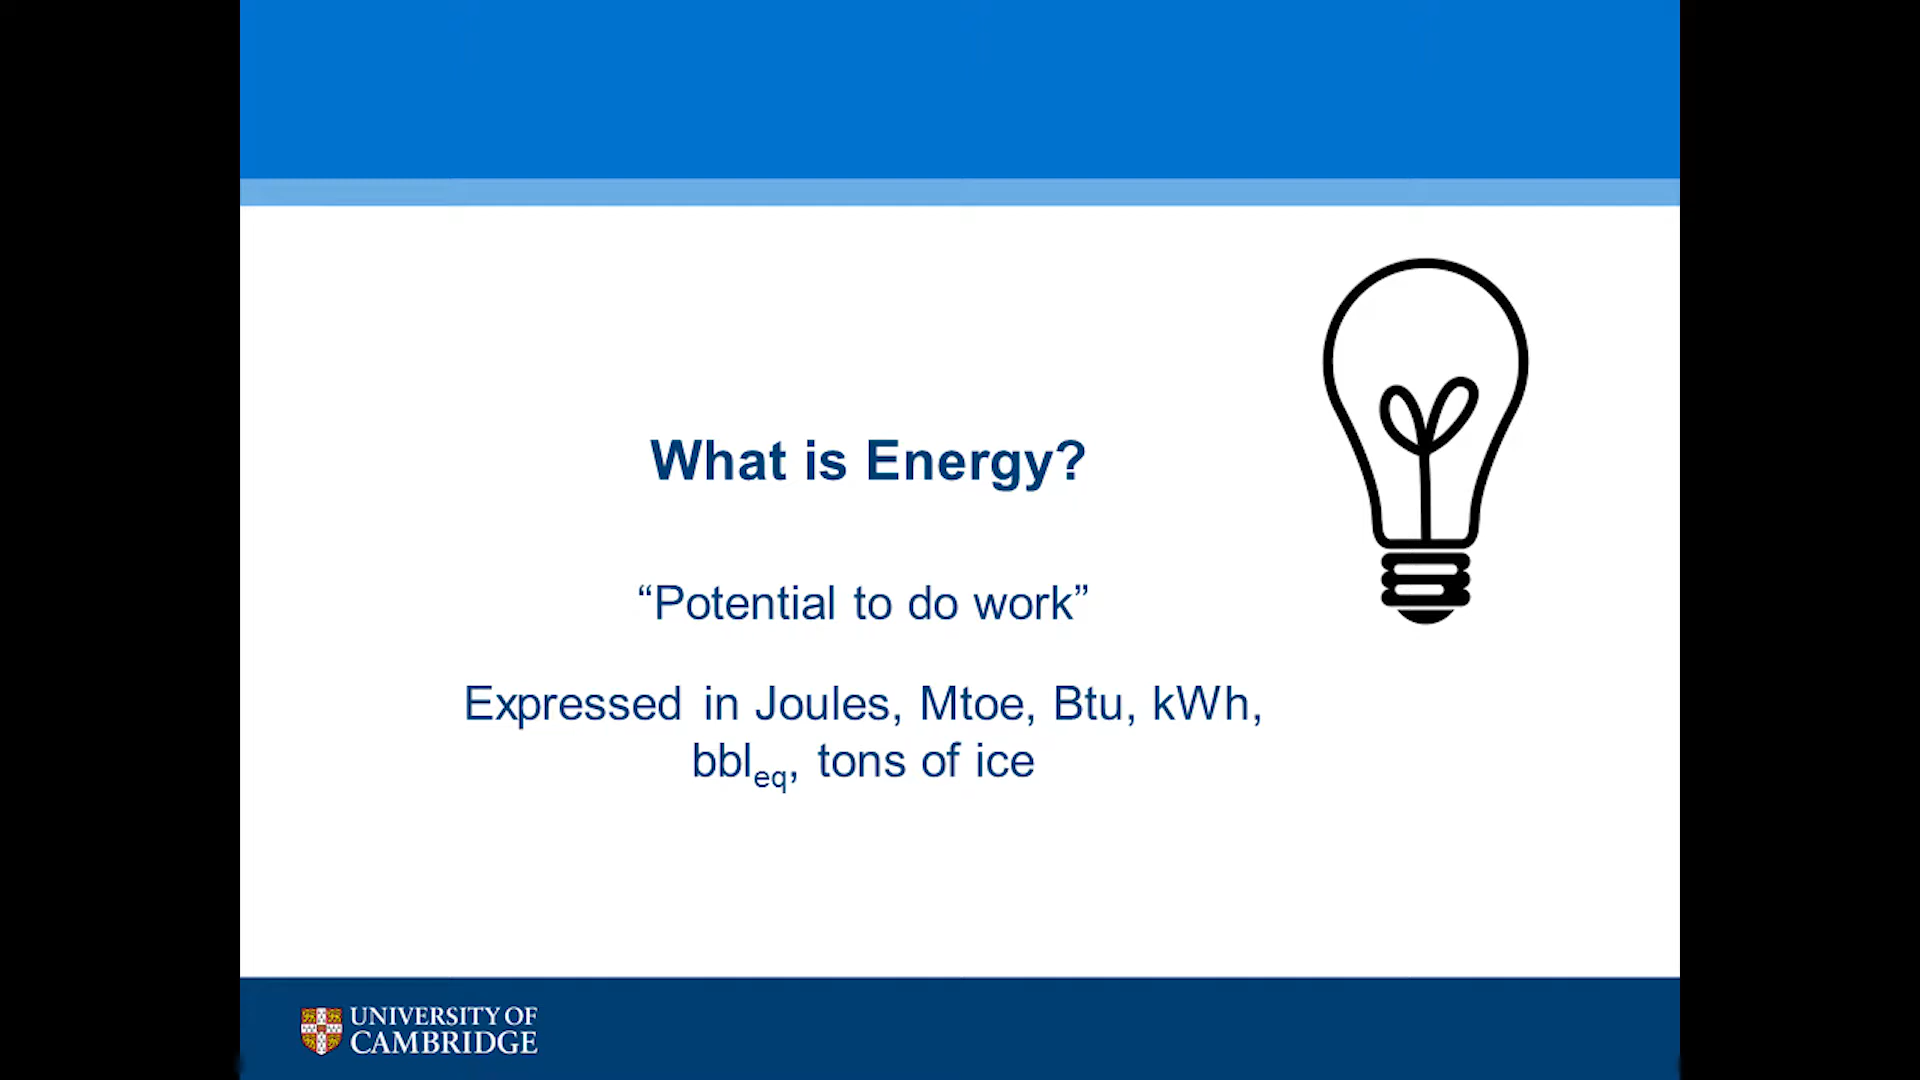 What is Energy?
“Potential to do work”
Expressed in Joules, Mtoe, Btu, kWh,
bbleq, tons of ice
UNIVERSITY OF
CAMBRIDGE